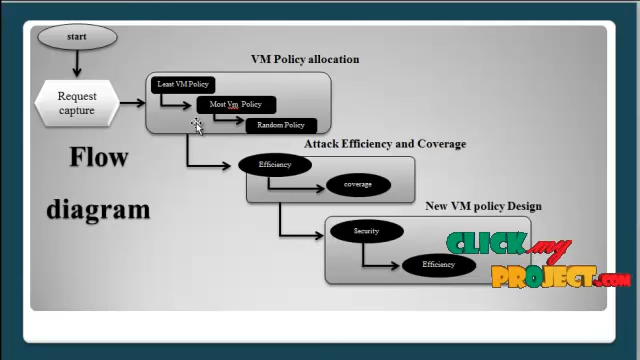 start
VM Policy allocation
Least VM Policy
Request
capture
Most Vm Policy
Random Policy
Flow
diagram
Attack Efficiency and Coverage
Efficiency
coverage
New VM policy Design
Security
Efficiency
CLICK my
PROJECT.COM